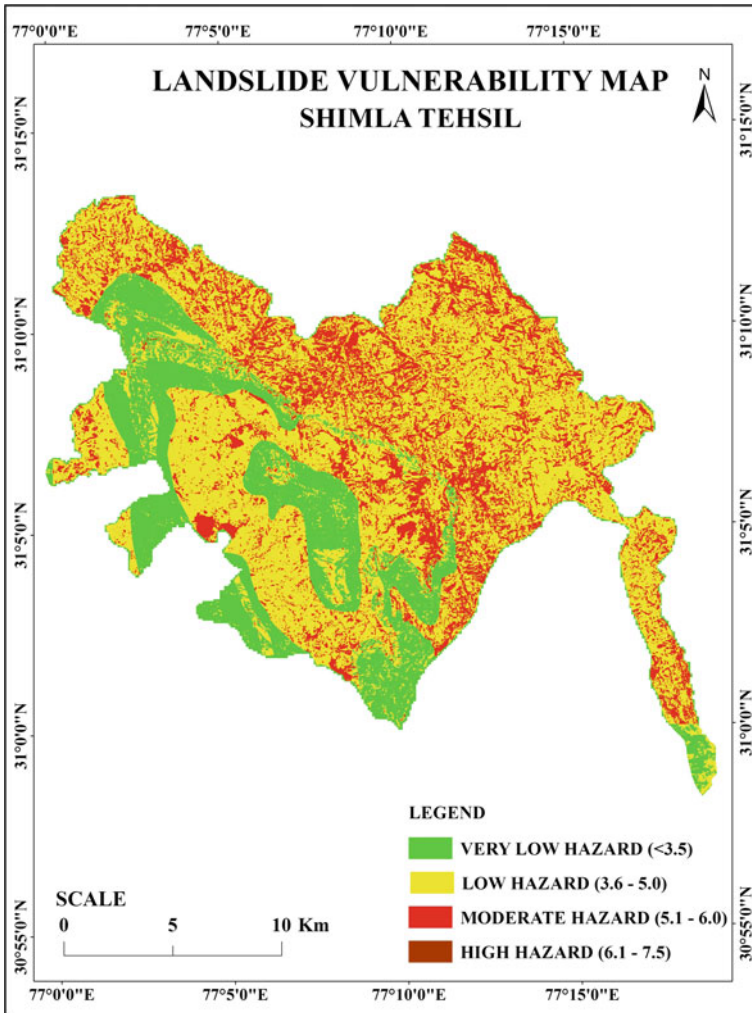 77°0'0"E 77°5'0"E 77°10'0"E 77°15'0"E
LANDSLIDE VULNERABILITY MAP
SHIMLA TEHSIL
N
31°15'0"N 31°15'0"N
31°10'0"N 31°10'0"N
31°5'0"N 31°5'0"N
31°0'0"N 31°0'0"N
30°55'0"N 30°55'0"N
LEGEND
VERY LOW HAZARD (<3.5)
LOW HAZARD (3.6 - 5.0)
MODERATE HAZARD (5.1 - 6.0)
HIGH HAZARD (6.1 - 7.5)
SCALE
0 5 10 Km
77°0'0"E 77°5'0"E 77°10'0"E 77°15'0"E